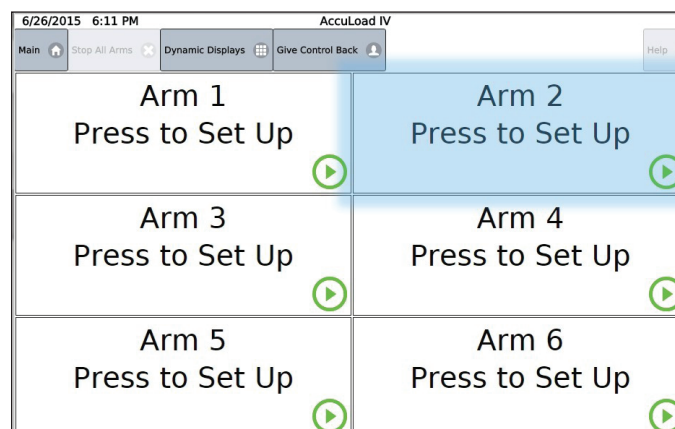 6/26/2015 6:11 PM AccuLoad IV
Main Stop All Arms Dynamic Displays Give Control Back Help
Arm 1 Arm 2
Press to Set Up Press to Set Up
Arm 3 Arm 4
Press to Set Up Press to Set Up
Arm 5 Arm 6
Press to Set Up Press to Set Up